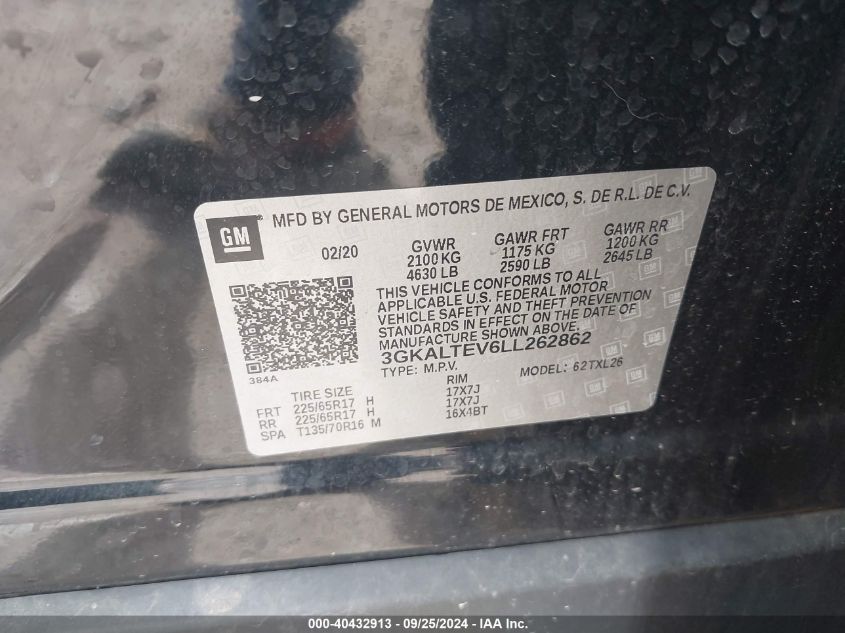 GM
MFD BY GENERAL MOTORS DE MEXICO, S. DE R.L. DE C.V.
02/20
GVWR GAWR FRT GAWR RR
2100 KG 1175 KG 1200 KG
4630 LB 2590 LB 2645 LB
THIS VEHICLE CONFORMS TO ALL
APPLICABLE U.S. FEDERAL MOTOR
VEHICLE SAFETY AND THEFT PREVENTION
STANDARDS IN EFFECT ON THE DATE OF
MANUFACTURE SHOWN ABOVE.
3GKALTEV6LL262862
TYPE: M.P.V. MODEL: 62TXL26
384A
TIRE SIZE RIM
FRT 225/65R17 H 17X7J
RR 225/65R17 H 17X7J
SPA T135/70R16 M 16X4BT
000-40432913 - 09/25/2024 - IAA Inc.